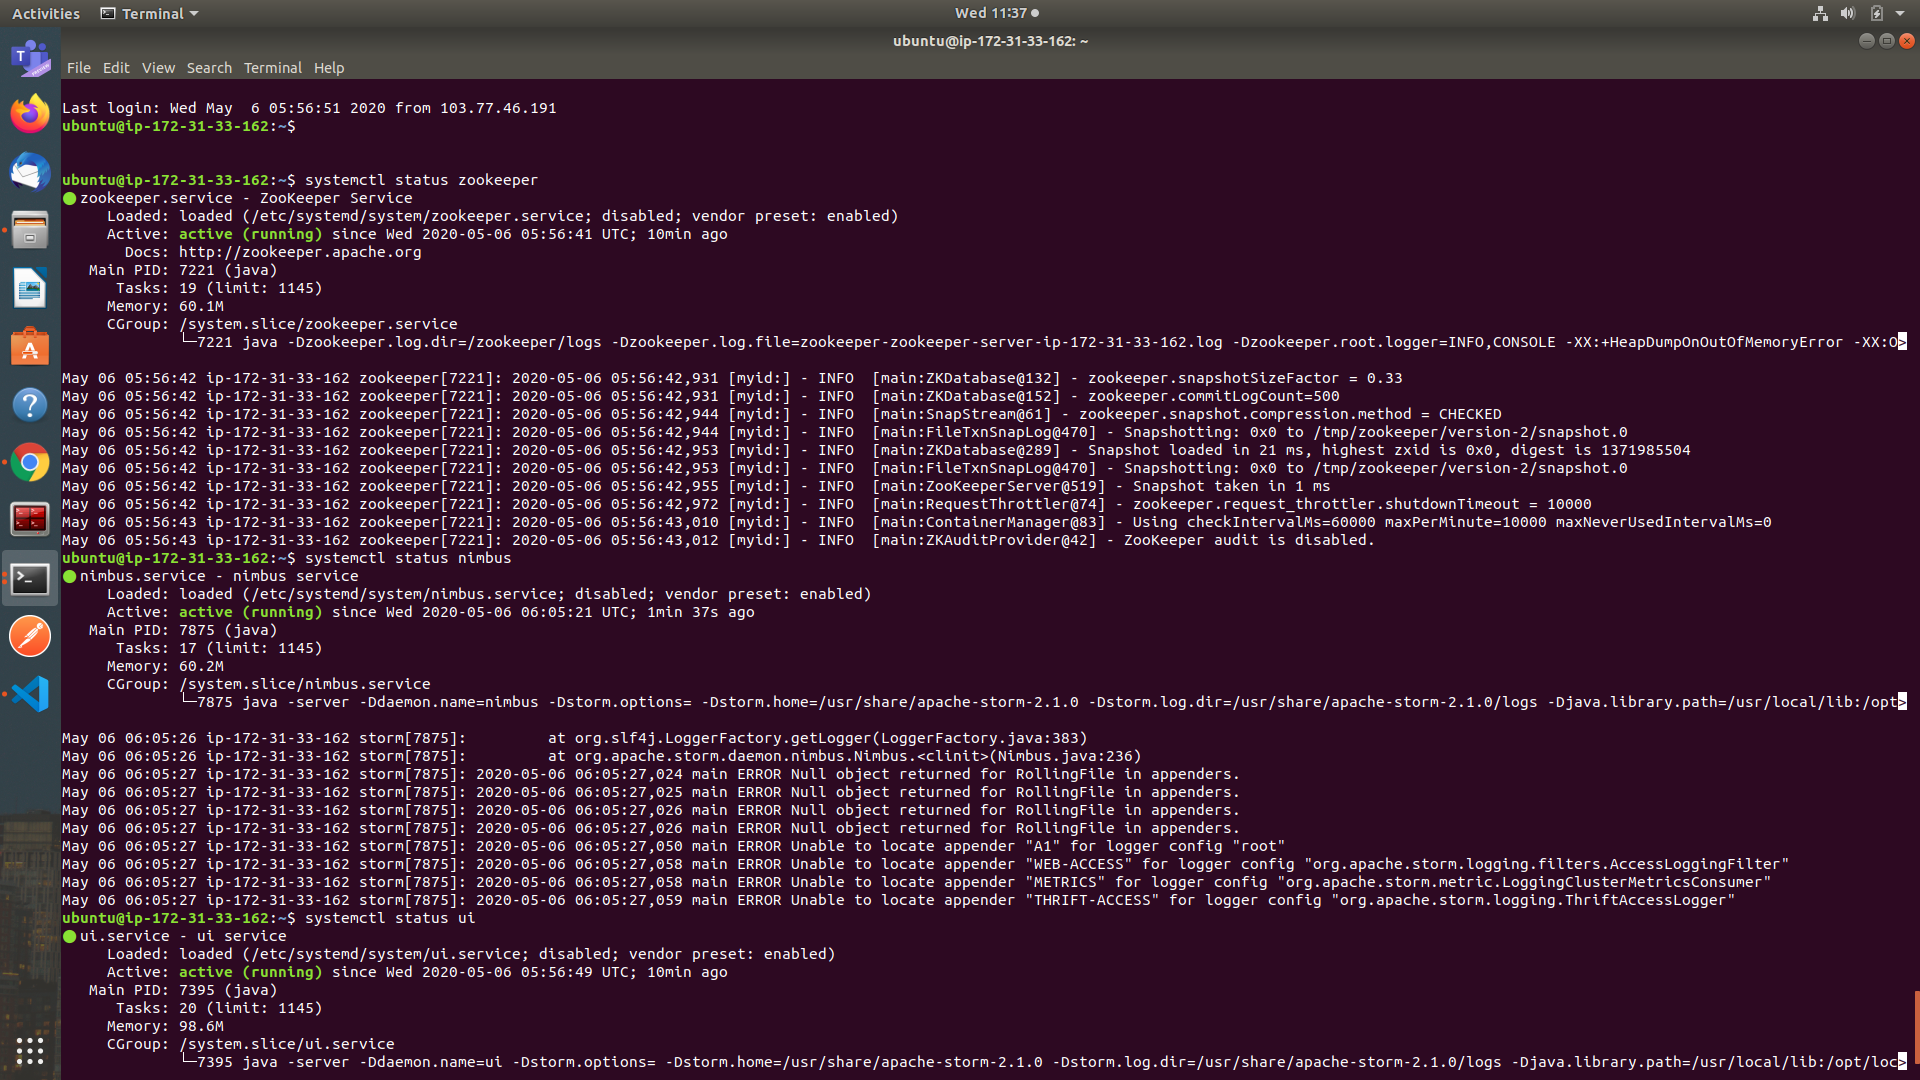 Activities Terminal Wed 11:37
ubuntu@ip-172-31-33-162: ~
File Edit View Search Terminal Help
Last login: Wed May  6 05:56:51 2020 from 103.77.46.191
ubuntu@ip-172-31-33-162:~$
ubuntu@ip-172-31-33-162:~$ systemctl status zookeeper
● zookeeper.service - ZooKeeper Service
Loaded: loaded (/etc/systemd/system/zookeeper.service; disabled; vendor preset: enabled)
Active: active (running) since Wed 2020-05-06 05:56:41 UTC; 10min ago
Docs: http://zookeeper.apache.org
Main PID: 7221 (java)
Tasks: 19 (limit: 1145)
Memory: 60.1M
CGroup: /system.slice/zookeeper.service
└─7221 java -Dzookeeper.log.dir=/zookeeper/logs -Dzookeeper.log.file=zookeeper-zookeeper-server-ip-172-31-33-162.log -Dzookeeper.root.logger=INFO,CONSOLE -XX:+HeapDumpOnOutOfMemoryError -XX:O>
May 06 05:56:42 ip-172-31-33-162 zookeeper[7221]: 2020-05-06 05:56:42,931 [myid:] - INFO  [main:ZKDatabase@132] - zookeeper.snapshotSizeFactor = 0.33
May 06 05:56:42 ip-172-31-33-162 zookeeper[7221]: 2020-05-06 05:56:42,931 [myid:] - INFO  [main:ZKDatabase@152] - zookeeper.commitLogCount=500
May 06 05:56:42 ip-172-31-33-162 zookeeper[7221]: 2020-05-06 05:56:42,944 [myid:] - INFO  [main:SnapStream@61] - zookeeper.snapshot.compression.method = CHECKED
May 06 05:56:42 ip-172-31-33-162 zookeeper[7221]: 2020-05-06 05:56:42,944 [myid:] - INFO  [main:FileTxnSnapLog@470] - Snapshotting: 0x0 to /tmp/zookeeper/version-2/snapshot.0
May 06 05:56:42 ip-172-31-33-162 zookeeper[7221]: 2020-05-06 05:56:42,953 [myid:] - INFO  [main:ZKDatabase@289] - Snapshot loaded in 21 ms, highest zxid is 0x0, digest is 1371985504
May 06 05:56:42 ip-172-31-33-162 zookeeper[7221]: 2020-05-06 05:56:42,953 [myid:] - INFO  [main:FileTxnSnapLog@470] - Snapshotting: 0x0 to /tmp/zookeeper/version-2/snapshot.0
May 06 05:56:42 ip-172-31-33-162 zookeeper[7221]: 2020-05-06 05:56:42,955 [myid:] - INFO  [main:ZooKeeperServer@519] - Snapshot taken in 1 ms
May 06 05:56:42 ip-172-31-33-162 zookeeper[7221]: 2020-05-06 05:56:42,972 [myid:] - INFO  [main:RequestThrottler@74] - zookeeper.request_throttler.shutdownTimeout = 10000
May 06 05:56:43 ip-172-31-33-162 zookeeper[7221]: 2020-05-06 05:56:43,010 [myid:] - INFO  [main:ContainerManager@83] - Using checkIntervalMs=60000 maxPerMinute=10000 maxNeverUsedIntervalMs=0
May 06 05:56:43 ip-172-31-33-162 zookeeper[7221]: 2020-05-06 05:56:43,012 [myid:] - INFO  [main:ZKAuditProvider@42] - ZooKeeper audit is disabled.
ubuntu@ip-172-31-33-162:~$ systemctl status nimbus
● nimbus.service - nimbus service
Loaded: loaded (/etc/systemd/system/nimbus.service; disabled; vendor preset: enabled)
Active: active (running) since Wed 2020-05-06 06:05:21 UTC; 1min 37s ago
Main PID: 7875 (java)
Tasks: 17 (limit: 1145)
Memory: 60.2M
CGroup: /system.slice/nimbus.service
└─7875 java -server -Ddaemon.name=nimbus -Dstorm.options= -Dstorm.home=/usr/share/apache-storm-2.1.0 -Dstorm.log.dir=/usr/share/apache-storm-2.1.0/logs -Djava.library.path=/usr/local/lib:/opt>
May 06 06:05:26 ip-172-31-33-162 storm[7875]:         at org.slf4j.LoggerFactory.getLogger(LoggerFactory.java:383)
May 06 06:05:26 ip-172-31-33-162 storm[7875]:         at org.apache.storm.daemon.nimbus.Nimbus.<clinit>(Nimbus.java:236)
May 06 06:05:27 ip-172-31-33-162 storm[7875]: 2020-05-06 06:05:27,024 main ERROR Null object returned for RollingFile in appenders.
May 06 06:05:27 ip-172-31-33-162 storm[7875]: 2020-05-06 06:05:27,025 main ERROR Null object returned for RollingFile in appenders.
May 06 06:05:27 ip-172-31-33-162 storm[7875]: 2020-05-06 06:05:27,026 main ERROR Null object returned for RollingFile in appenders.
May 06 06:05:27 ip-172-31-33-162 storm[7875]: 2020-05-06 06:05:27,026 main ERROR Null object returned for RollingFile in appenders.
May 06 06:05:27 ip-172-31-33-162 storm[7875]: 2020-05-06 06:05:27,050 main ERROR Unable to locate appender "A1" for logger config "root"
May 06 06:05:27 ip-172-31-33-162 storm[7875]: 2020-05-06 06:05:27,058 main ERROR Unable to locate appender "WEB-ACCESS" for logger config "org.apache.storm.logging.filters.AccessLoggingFilter"
May 06 06:05:27 ip-172-31-33-162 storm[7875]: 2020-05-06 06:05:27,058 main ERROR Unable to locate appender "METRICS" for logger config "org.apache.storm.metric.LoggingClusterMetricsConsumer"
May 06 06:05:27 ip-172-31-33-162 storm[7875]: 2020-05-06 06:05:27,059 main ERROR Unable to locate appender "THRIFT-ACCESS" for logger config "org.apache.storm.logging.ThriftAccessLogger"
ubuntu@ip-172-31-33-162:~$ systemctl status ui
● ui.service - ui service
Loaded: loaded (/etc/systemd/system/ui.service; disabled; vendor preset: enabled)
Active: active (running) since Wed 2020-05-06 05:56:49 UTC; 10min ago
Main PID: 7395 (java)
Tasks: 20 (limit: 1145)
Memory: 98.6M
CGroup: /system.slice/ui.service
└─7395 java -server -Ddaemon.name=ui -Dstorm.options= -Dstorm.home=/usr/share/apache-storm-2.1.0 -Dstorm.log.dir=/usr/share/apache-storm-2.1.0/logs -Djava.library.path=/usr/local/lib:/opt/loc>